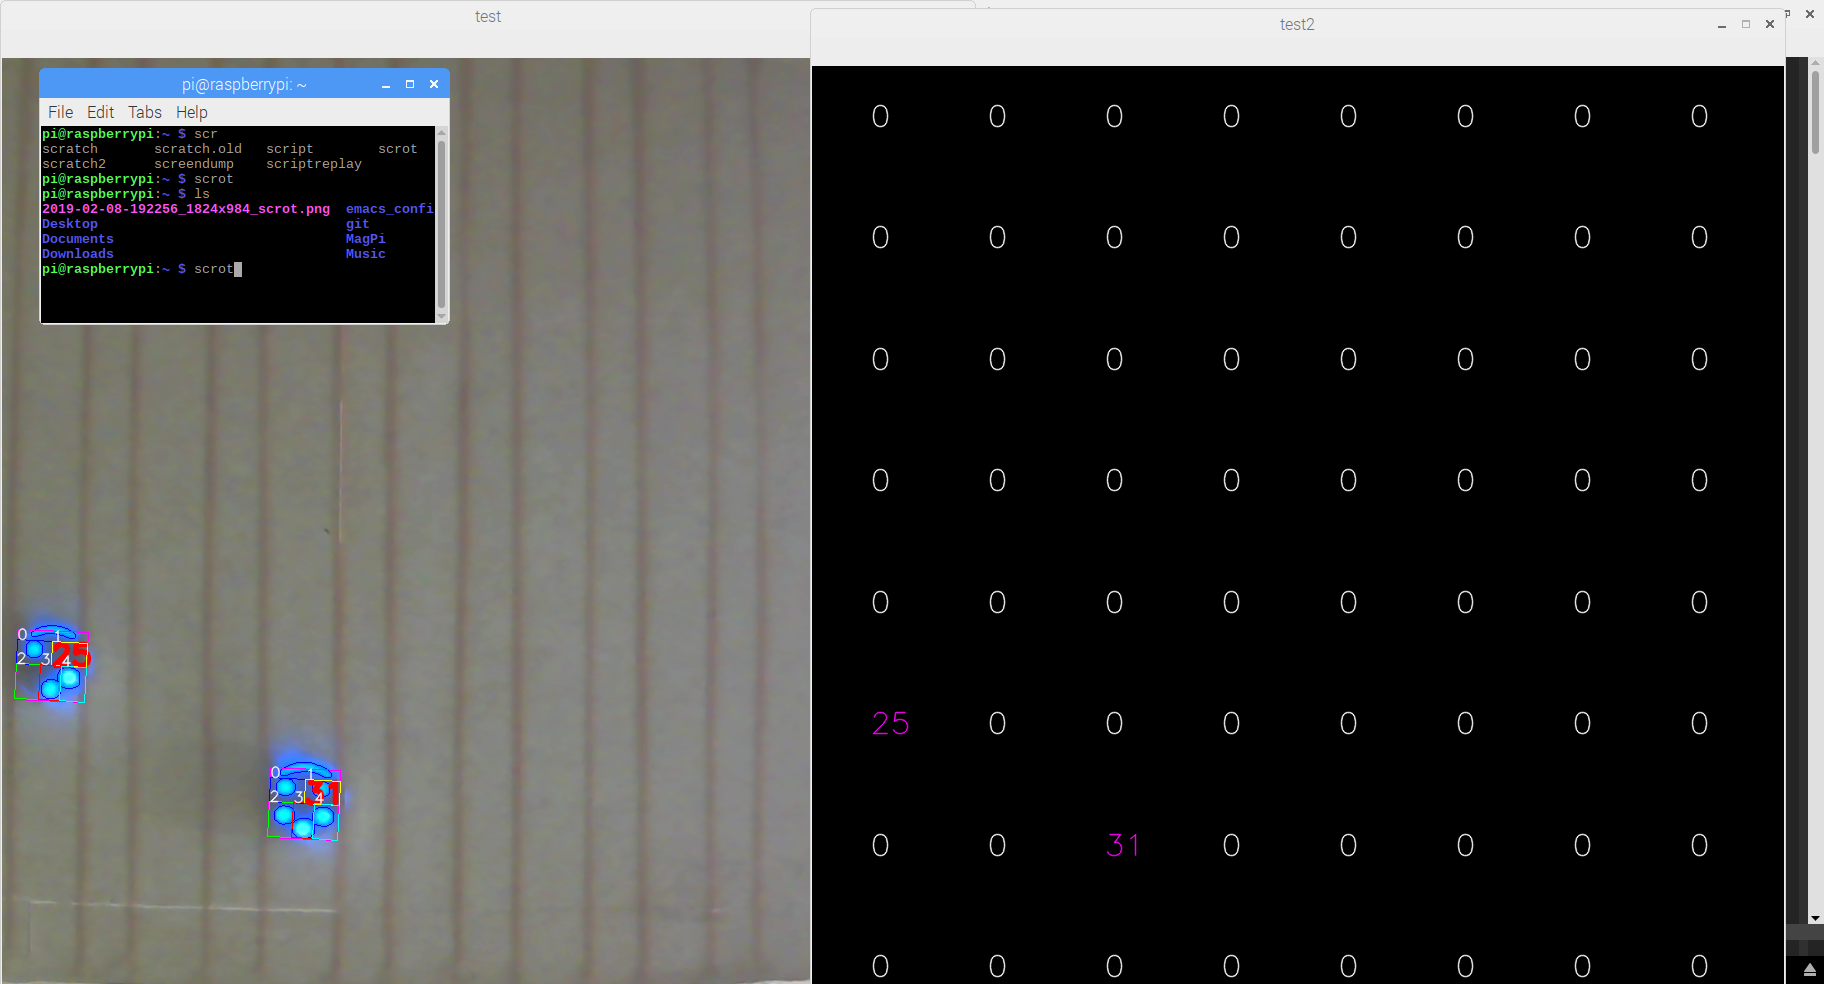 test
pi@raspberrypi: ~
File Edit Tabs Help
pi@raspberrypi:~ $ scr
scratch scratch.old script scrot
scratch2 screendump scriptreplay
pi@raspberrypi:~ $ scrot
pi@raspberrypi:~ $ ls
2019-02-08-192256_1824x984_scrot.png emacs_confi
Desktop git
Documents MagPi
Downloads Music
pi@raspberrypi:~ $ scrot
0 1
25
2 3 4
0 1
31
2 3 4
test2
0 0 0 0 0 0 0 0
0 0 0 0 0 0 0 0
0 0 0 0 0 0 0 0
0 0 0 0 0 0 0 0
0 0 0 0 0 0 0 0
25 0 0 0 0 0 0 0
0 0 31 0 0 0 0 0
0 0 0 0 0 0 0 0